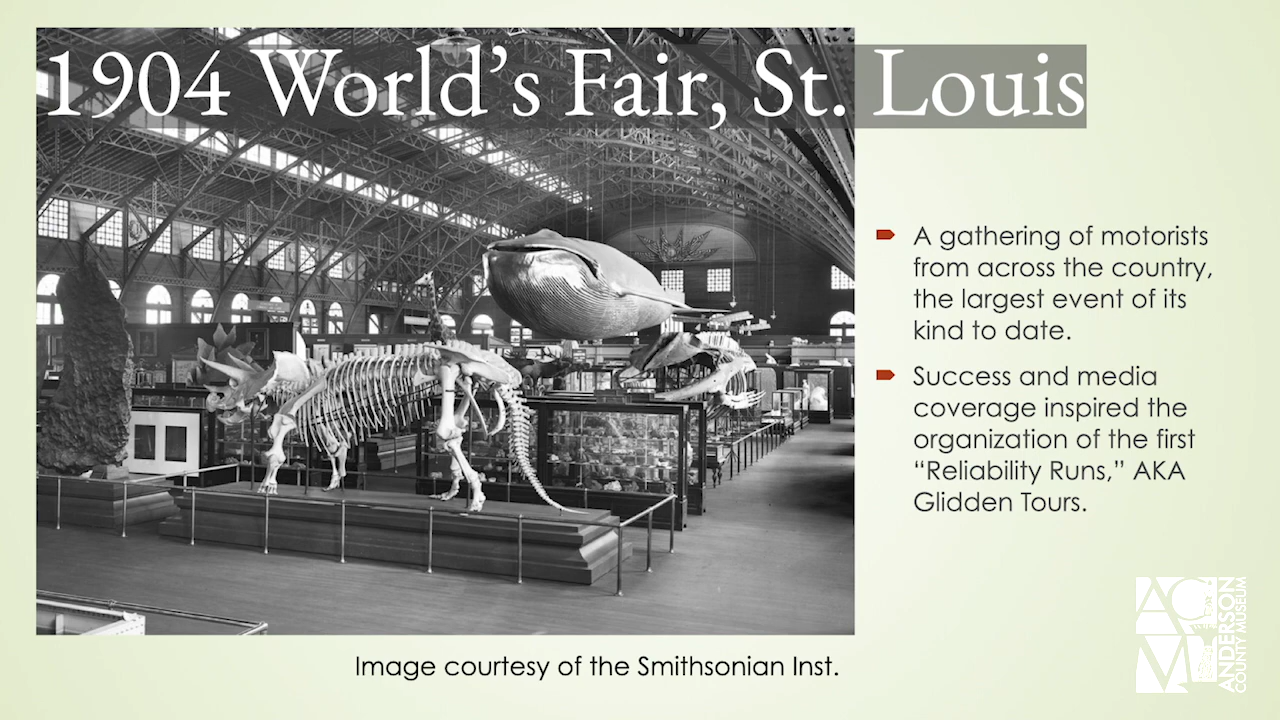 1904 World’s Fair, St. Louis
A gathering of motorists
from across the country,
the largest event of its
kind to date.
Success and media
coverage inspired the
organization of the first
“Reliability Runs,” AKA
Glidden Tours.
Image courtesy of the Smithsonian Inst.
ACM
ANDERSON
COUNTY MUSEUM